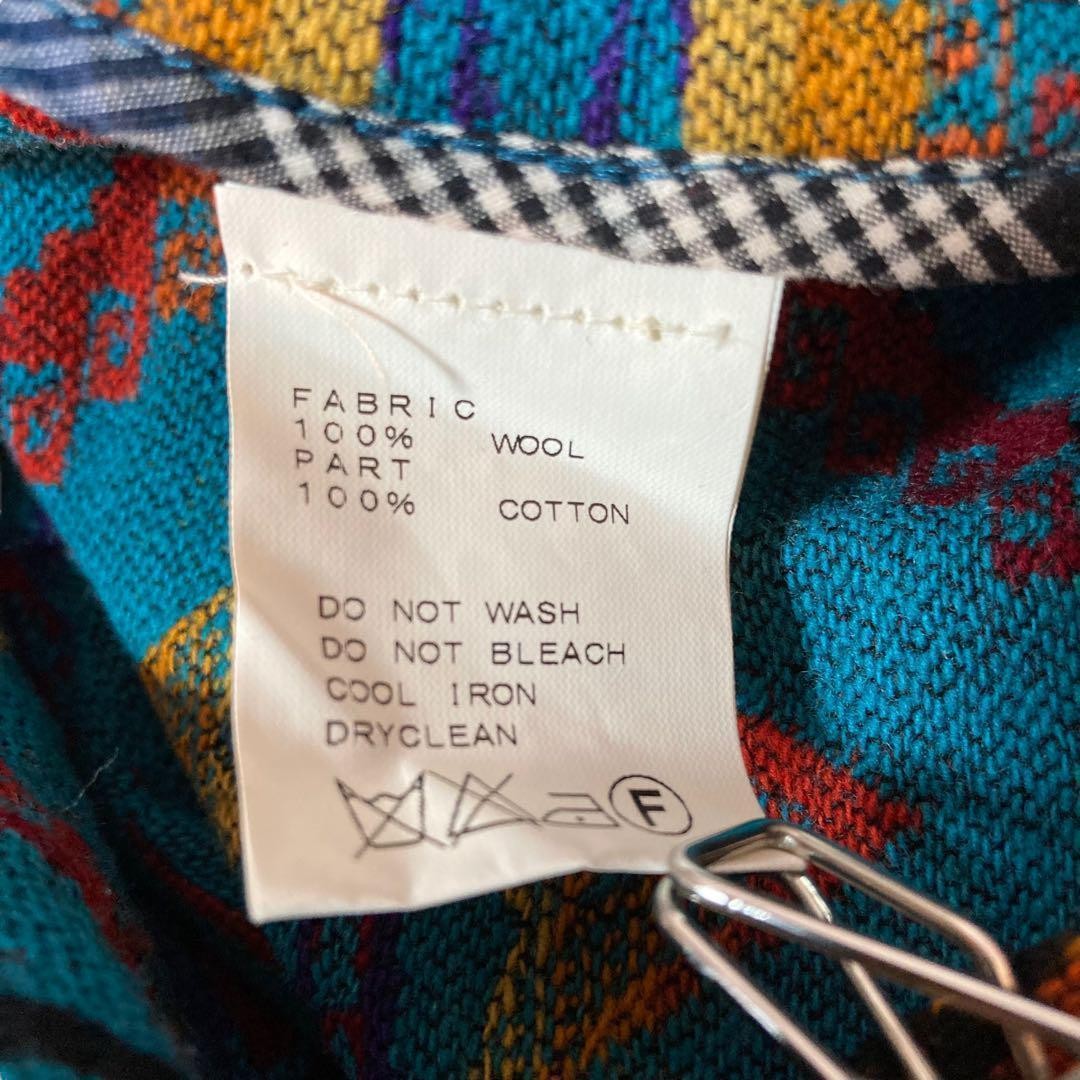 FABRIC
100% WOOL
PART
100% COTTON
DO NOT WASH
DO NOT BLEACH
COOL IRON
DRYCLEAN
F